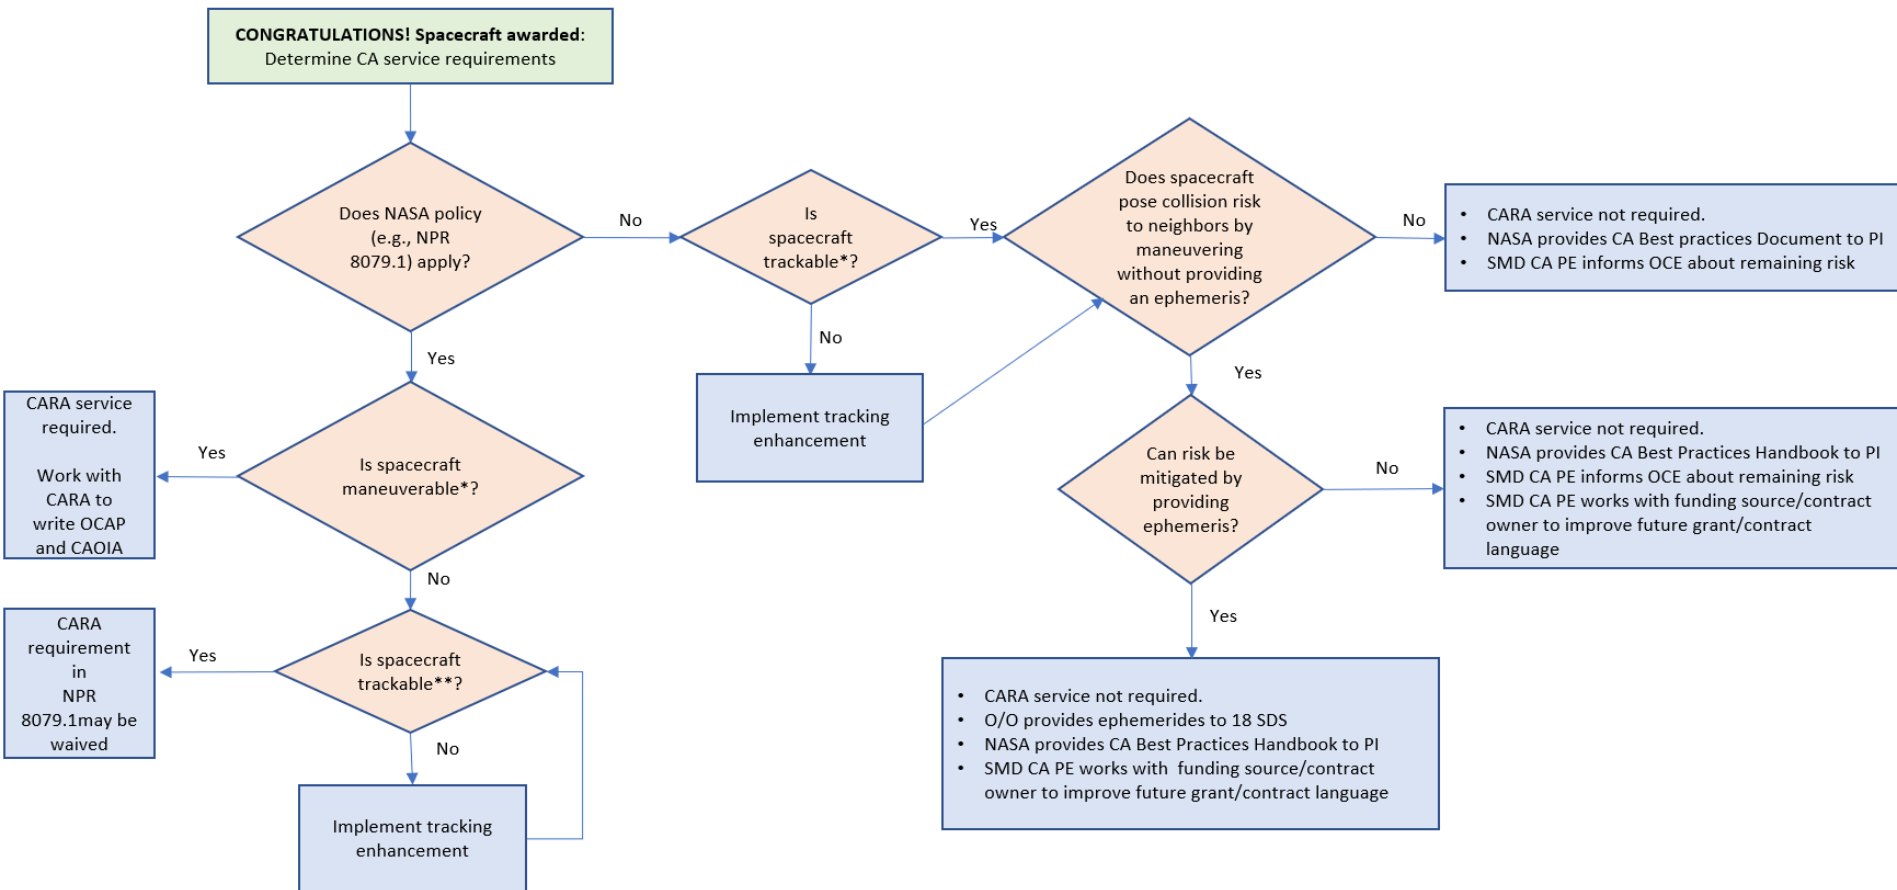 CONGRATULATIONS! Spacecraft awarded:
Determine CA service requirements
Does NASA policy
(e.g., NPR
8079.1) apply?
No
Is
spacecraft
trackable*?
Yes
Does spacecraft
pose collision risk
to neighbors by
maneuvering
without providing
an ephemeris?
No
• CARA service not required.
• NASA provides CA Best practices Document to PI
• SMD CA PE informs OCE about remaining risk
No
Implement tracking
enhancement
Yes
Yes
Can risk be
mitigated by
providing
ephemeris?
No
• CARA service not required.
• NASA provides CA Best Practices Handbook to PI
• SMD CA PE informs OCE about remaining risk
• SMD CA PE works with funding source/contract
owner to improve future grant/contract
language
Is spacecraft
maneuverable*?
Yes
CARA service
required.
Work with
CARA to
write OCAP
and CAOIA
No
Is spacecraft
trackable**?
Yes
CARA
requirement
in
NPR
8079.1may be
waived
No
Implement tracking
enhancement
Yes
• CARA service not required.
• O/O provides ephemerides to 18 SDS
• NASA provides CA Best Practices Handbook to PI
• SMD CA PE works with funding source/contract
owner to improve future grant/contract language